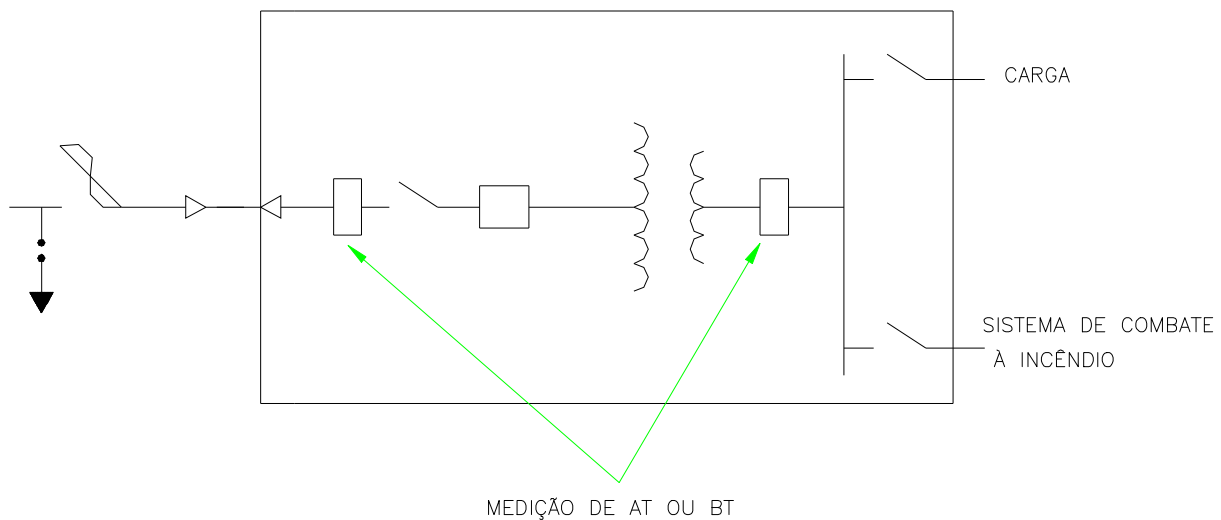 CARGA
SISTEMA DE COMBATE
À INCÊNDIO
MEDIÇÃO DE AT OU BT